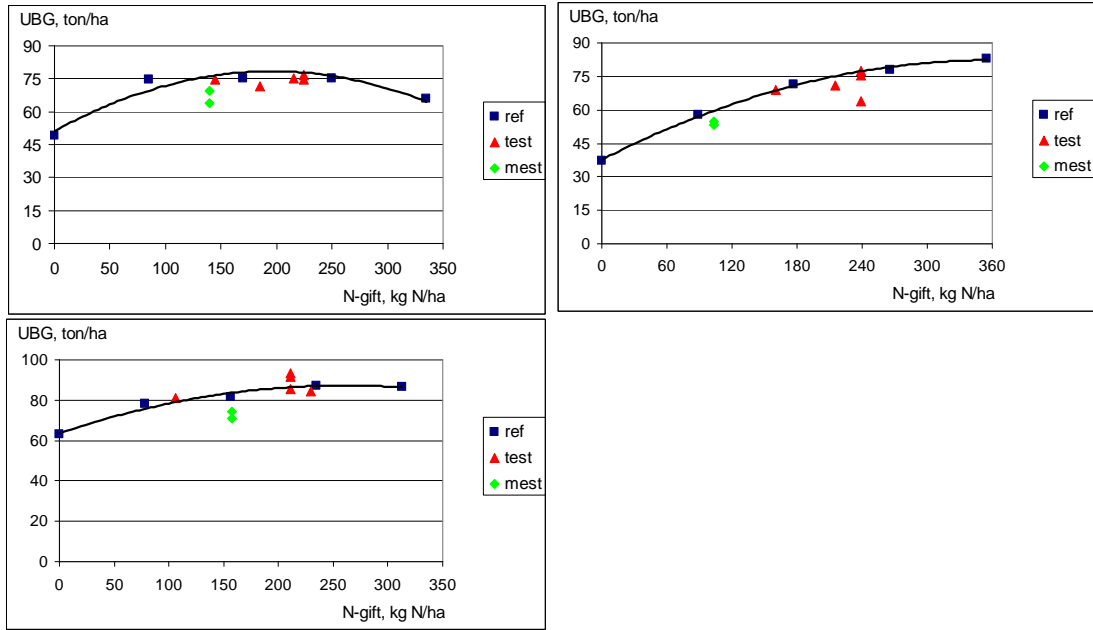 UBG, ton/ha
90
75
60
45
30
15
0
0 50 100 150 200 250 300 350
N-gift, kg N/ha
ref
test
mest
UBG, ton/ha
90
75
60
45
30
15
0
0 60 120 180 240 300 360
N-gift, kg N/ha
ref
test
mest
UBG, ton/ha
100
80
60
40
20
0
0 50 100 150 200 250 300 350
N-gift, kg N/ha
ref
test
mest